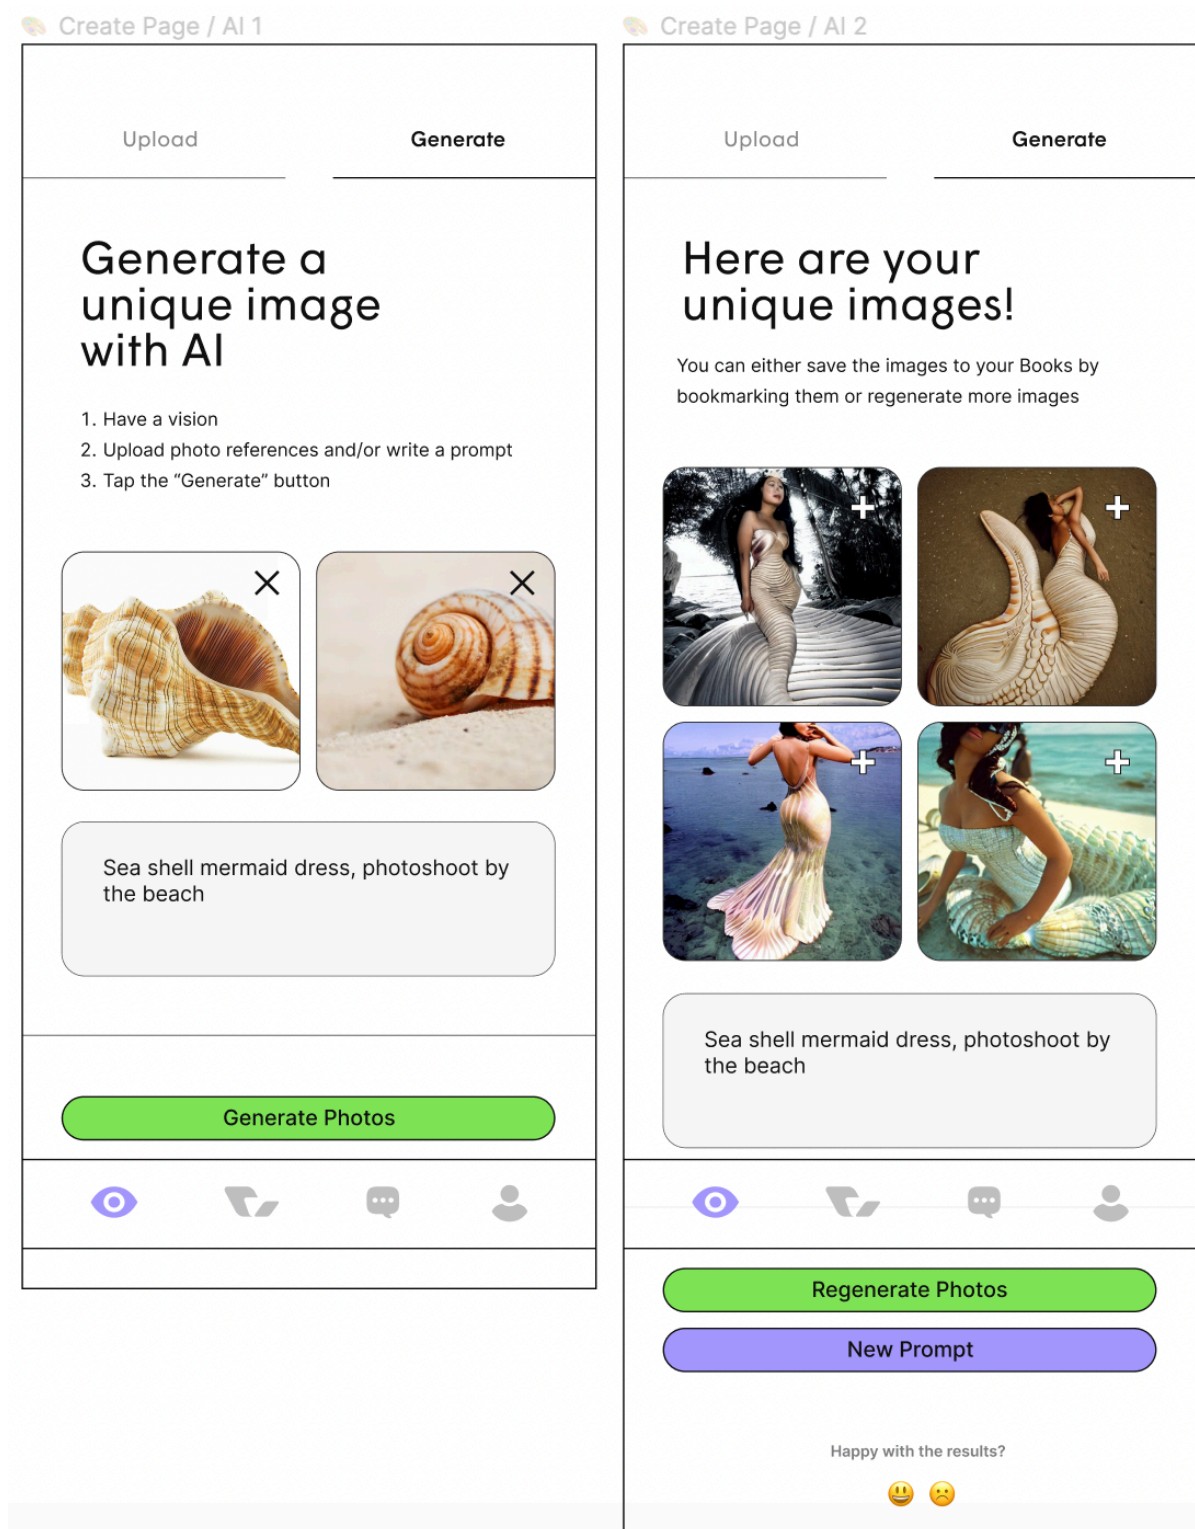 🎨 Create Page / AI 1
Upload
Generate
Generate a
unique image
with AI
1. Have a vision
2. Upload photo references and/or write a prompt
3. Tap the “Generate” button
Sea shell mermaid dress, photoshoot by
the beach
Generate Photos
🎨 Create Page / AI 2
Upload
Generate
Here are your
unique images!
You can either save the images to your Books by
bookmarking them or regenerate more images
Sea shell mermaid dress, photoshoot by
the beach
Regenerate Photos
New Prompt
Happy with the results?
😃 ☹️